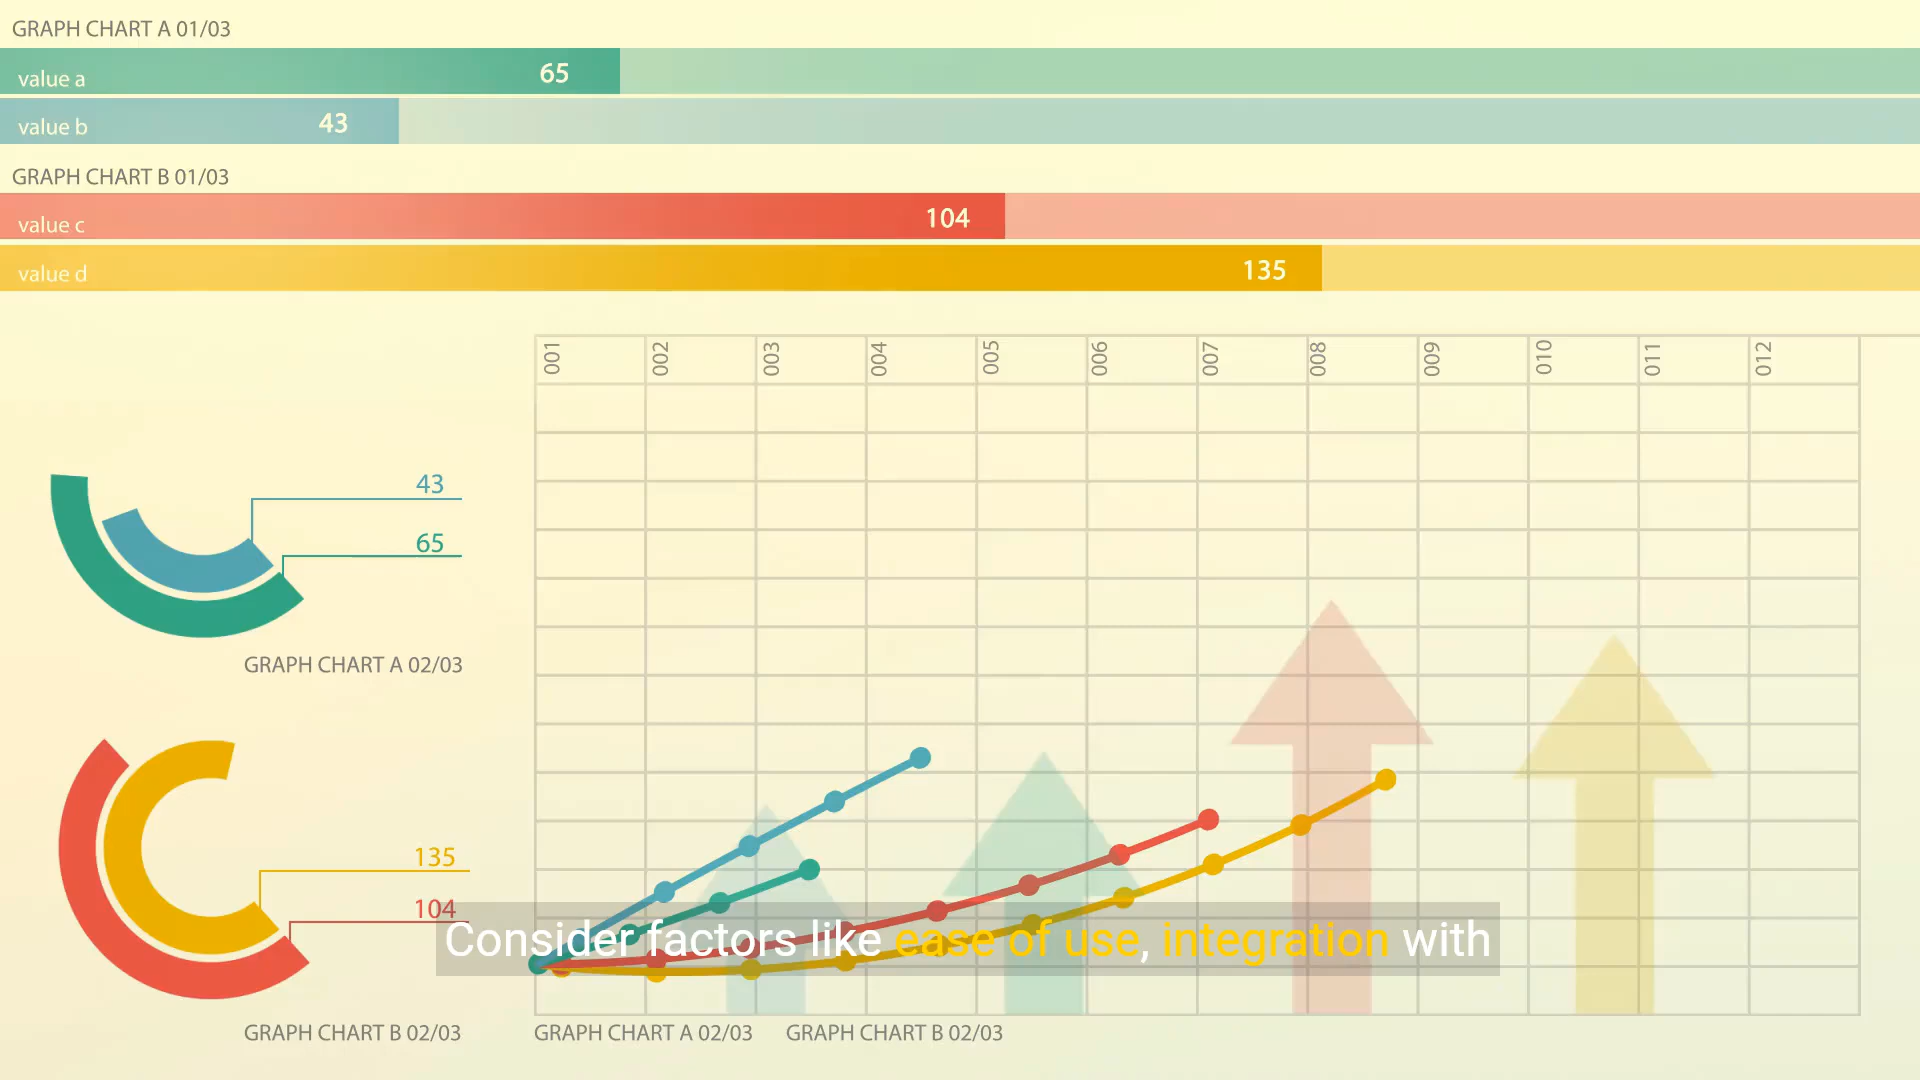 GRAPH CHART A 01/03
value a 65
value b 43
GRAPH CHART B 01/03
value c 104
value d 135
001 002 003 004 005 006 007 008 009 010 011 012
43
65
GRAPH CHART A 02/03
135
104
Consider factors like ease of use, integration with
GRAPH CHART B 02/03
GRAPH CHART A 02/03
GRAPH CHART B 02/03